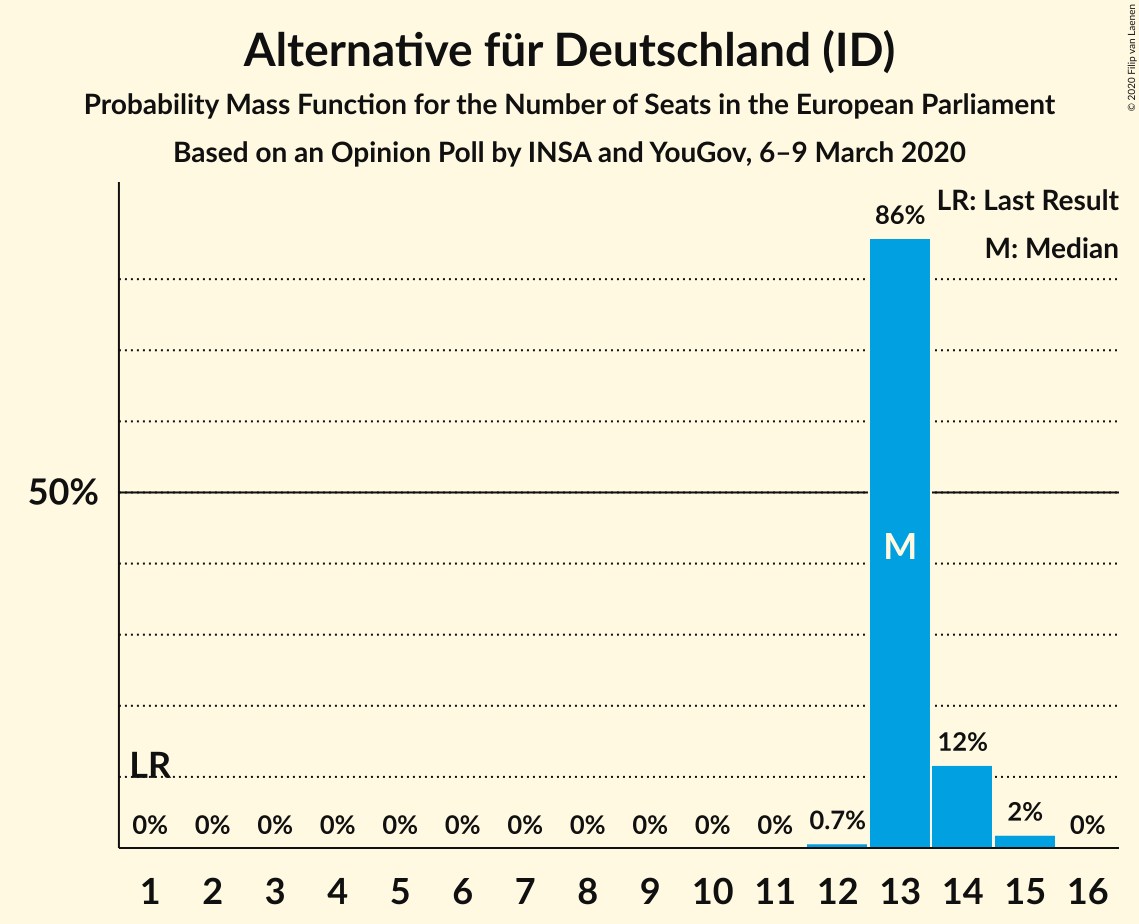 Alternative für Deutschland (ID)
Probability Mass Function for the Number of Seats in the European Parliament
Based on an Opinion Poll by INSA and YouGov, 6–9 March 2020
© 2020 Filip van Laenen
LR: Last Result
M: Median
86%
50%
M
LR
12%
0% 0% 0% 0% 0% 0% 0% 0% 0% 0% 0% 0.7% 2% 0%
1 2 3 4 5 6 7 8 9 10 11 12 13 14 15 16